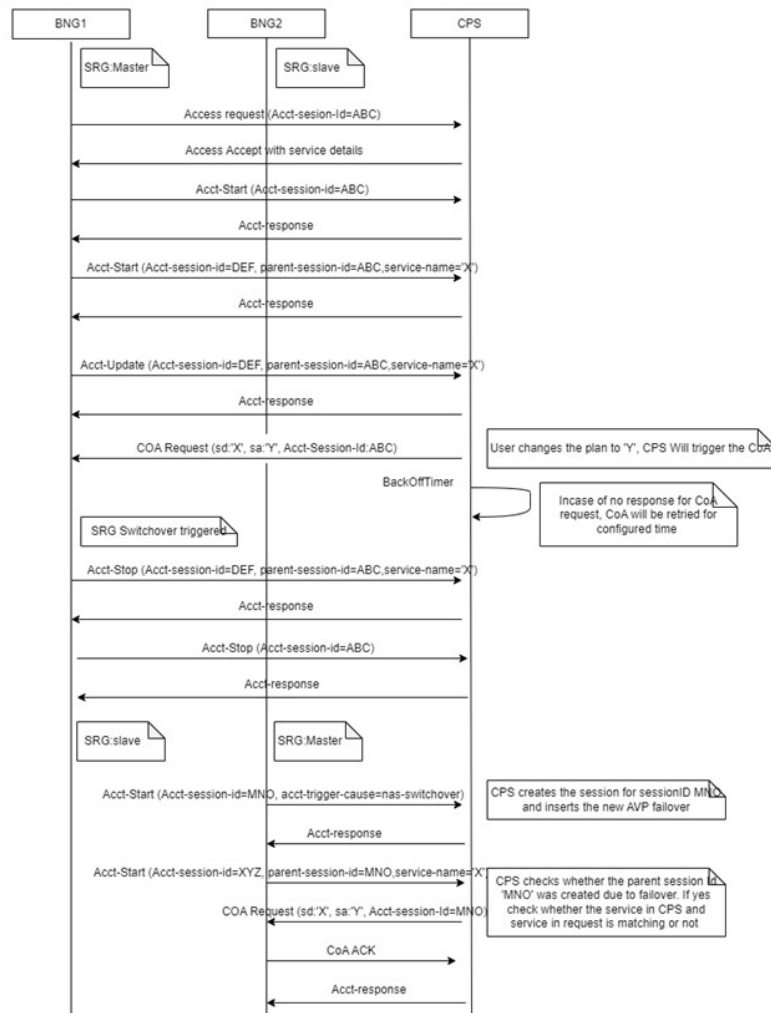 BNG1
BNG2
CPS
SRG:Master
SRG:slave
Access request (Acct-sesion-Id=ABC)
Access Accept with service details
Acct-Start (Acct-session-id=ABC)
Acct-response
Acct-Start (Acct-session-id=DEF, parent-session-id=ABC,service-name='X')
Acct-response
Acct-Update (Acct-session-id=DEF, parent-session-id=ABC,service-name='X')
Acct-response
COA Request (sd:'X', sa:'Y', Acct-Session-Id:ABC)
User changes the plan to 'Y', CPS Will trigger the CoA
BackOffTimer
Incase of no response for CoA
request, CoA will be retried for
configured time
SRG Switchover triggered
Acct-Stop (Acct-session-id=DEF, parent-session-id=ABC,service-name='X')
Acct-response
Acct-Stop (Acct-session-id=ABC)
Acct-response
SRG:slave
SRG:Master
Acct-Start (Acct-session-id=MNO, acct-trigger-cause=nas-switchover)
CPS creates the session for sessionID MNO
and inserts the new AVP failover
Acct-response
Acct-Start (Acct-session-id=XYZ, parent-session-id=MNO,service-name='X')
CPS checks whether the parent session Id
'MNO' was created due to failover. If yes
check whether the service in CPS and
service in request is matching or not
COA Request (sd:'X', sa:'Y', Acct-Session-Id=MNO)
CoA ACK
Acct-response